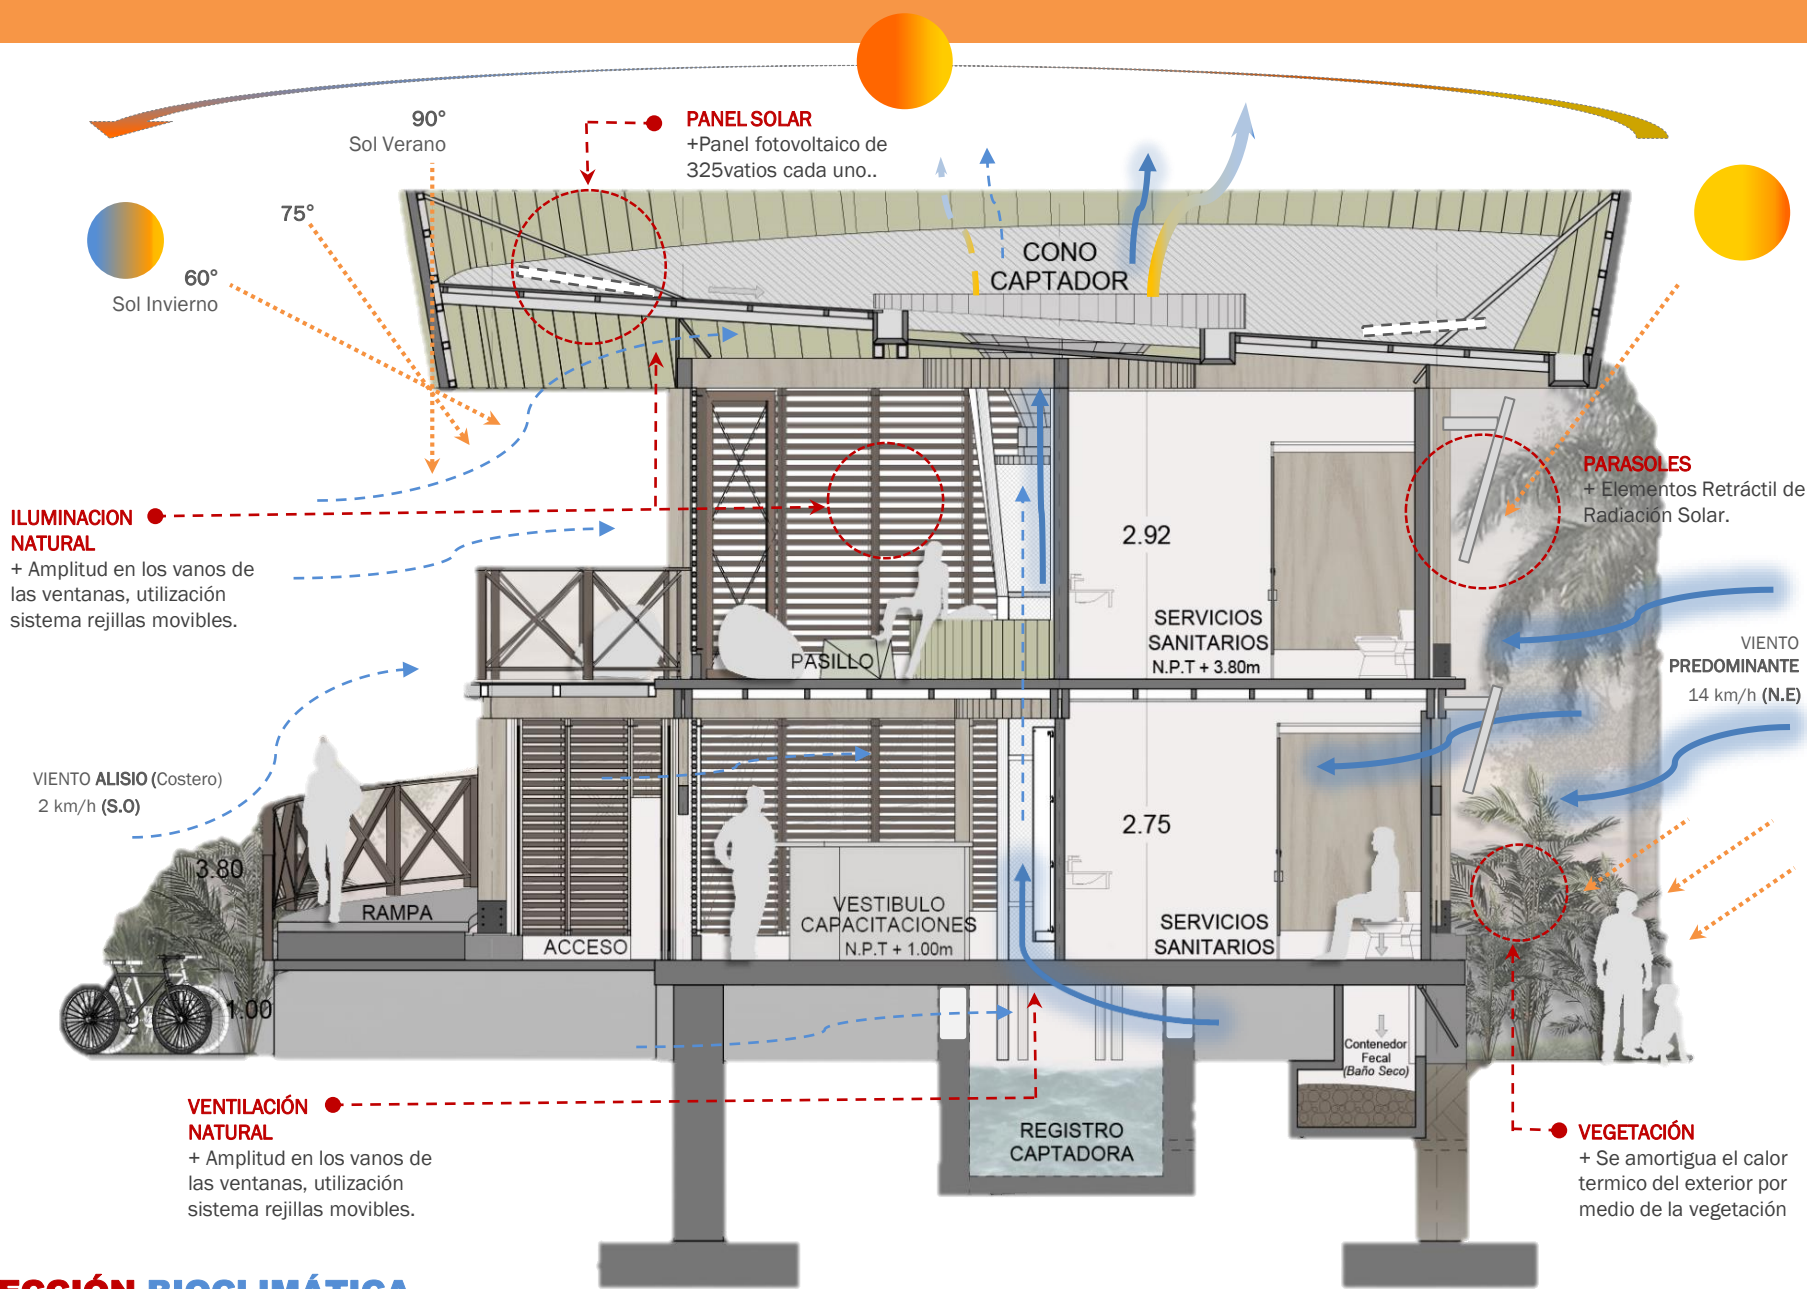 90°
Sol Verano
PANEL SOLAR
+Panel fotovoltaico de
325vatios cada uno..
75°
60°
Sol Invierno
CONO
CAPTADOR
ILUMINACION
NATURAL
+ Amplitud en los vanos de
las ventanas, utilización
sistema rejillas movibles.
PARASOLES
+ Elementos Retráctil de
Radiación Solar.
2.92
SERVICIOS
SANITARIOS
N.P.T + 3.80m
PASILLO
VIENTO
PREDOMINANTE
14 km/h (N.E)
VIENTO ALISIO (Costero)
2 km/h (S.O)
2.75
3.80
RAMPA
ACCESO
VESTIBULO
CAPACITACIONES
N.P.T + 1.00m
SERVICIOS
SANITARIOS
1.00
Contenedor
Fecal
(Baño Seco)
VENTILACIÓN
NATURAL
+ Amplitud en los vanos de
las ventanas, utilización
sistema rejillas movibles.
REGISTRO
CAPTADORA
VEGETACIÓN
+ Se amortigua el calor
termico del exterior por
medio de la vegetación
ECCIÓN BIOCLIMÁTICA